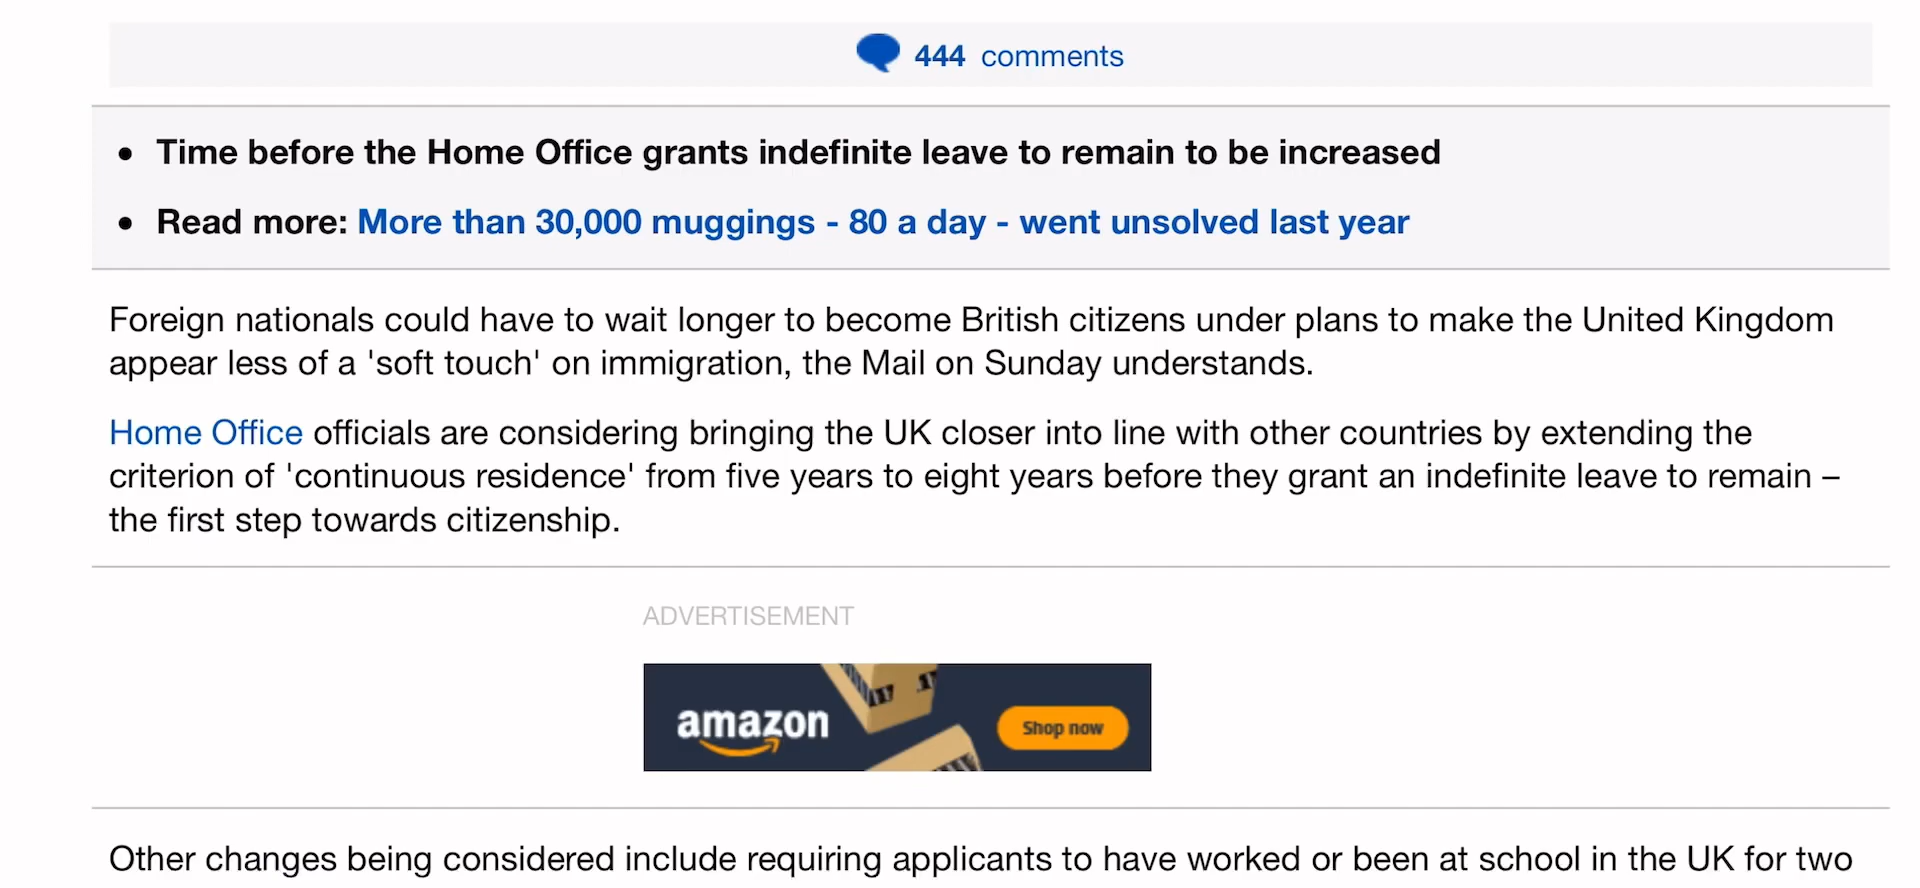 444 comments
• Time before the Home Office grants indefinite leave to remain to be increased
• Read more: More than 30,000 muggings - 80 a day - went unsolved last year
Foreign nationals could have to wait longer to become British citizens under plans to make the United Kingdom
appear less of a 'soft touch' on immigration, the Mail on Sunday understands.
Home Office officials are considering bringing the UK closer into line with other countries by extending the
criterion of 'continuous residence' from five years to eight years before they grant an indefinite leave to remain –
the first step towards citizenship.
ADVERTISEMENT
amazon
Shop now
Other changes being considered include requiring applicants to have worked or been at school in the UK for two